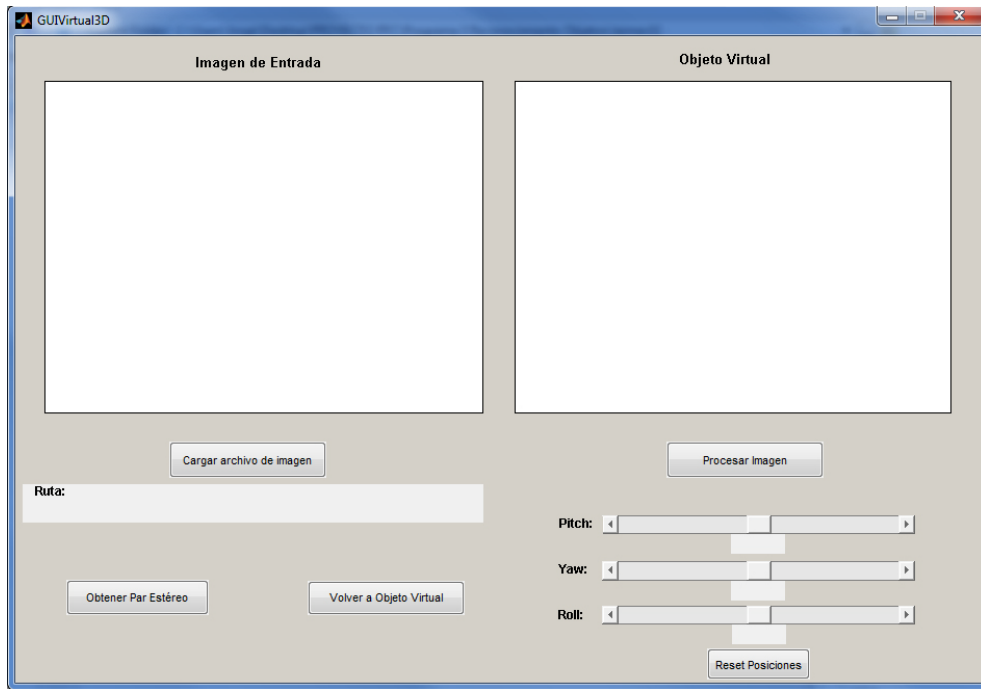 GUIVirtual3D
Imagen de Entrada
Objeto Virtual
Cargar archivo de imagen
Procesar Imagen
Ruta:
Pitch:
Yaw:
Obtener Par Estéreo
Volver a Objeto Virtual
Roll:
Reset Posiciones